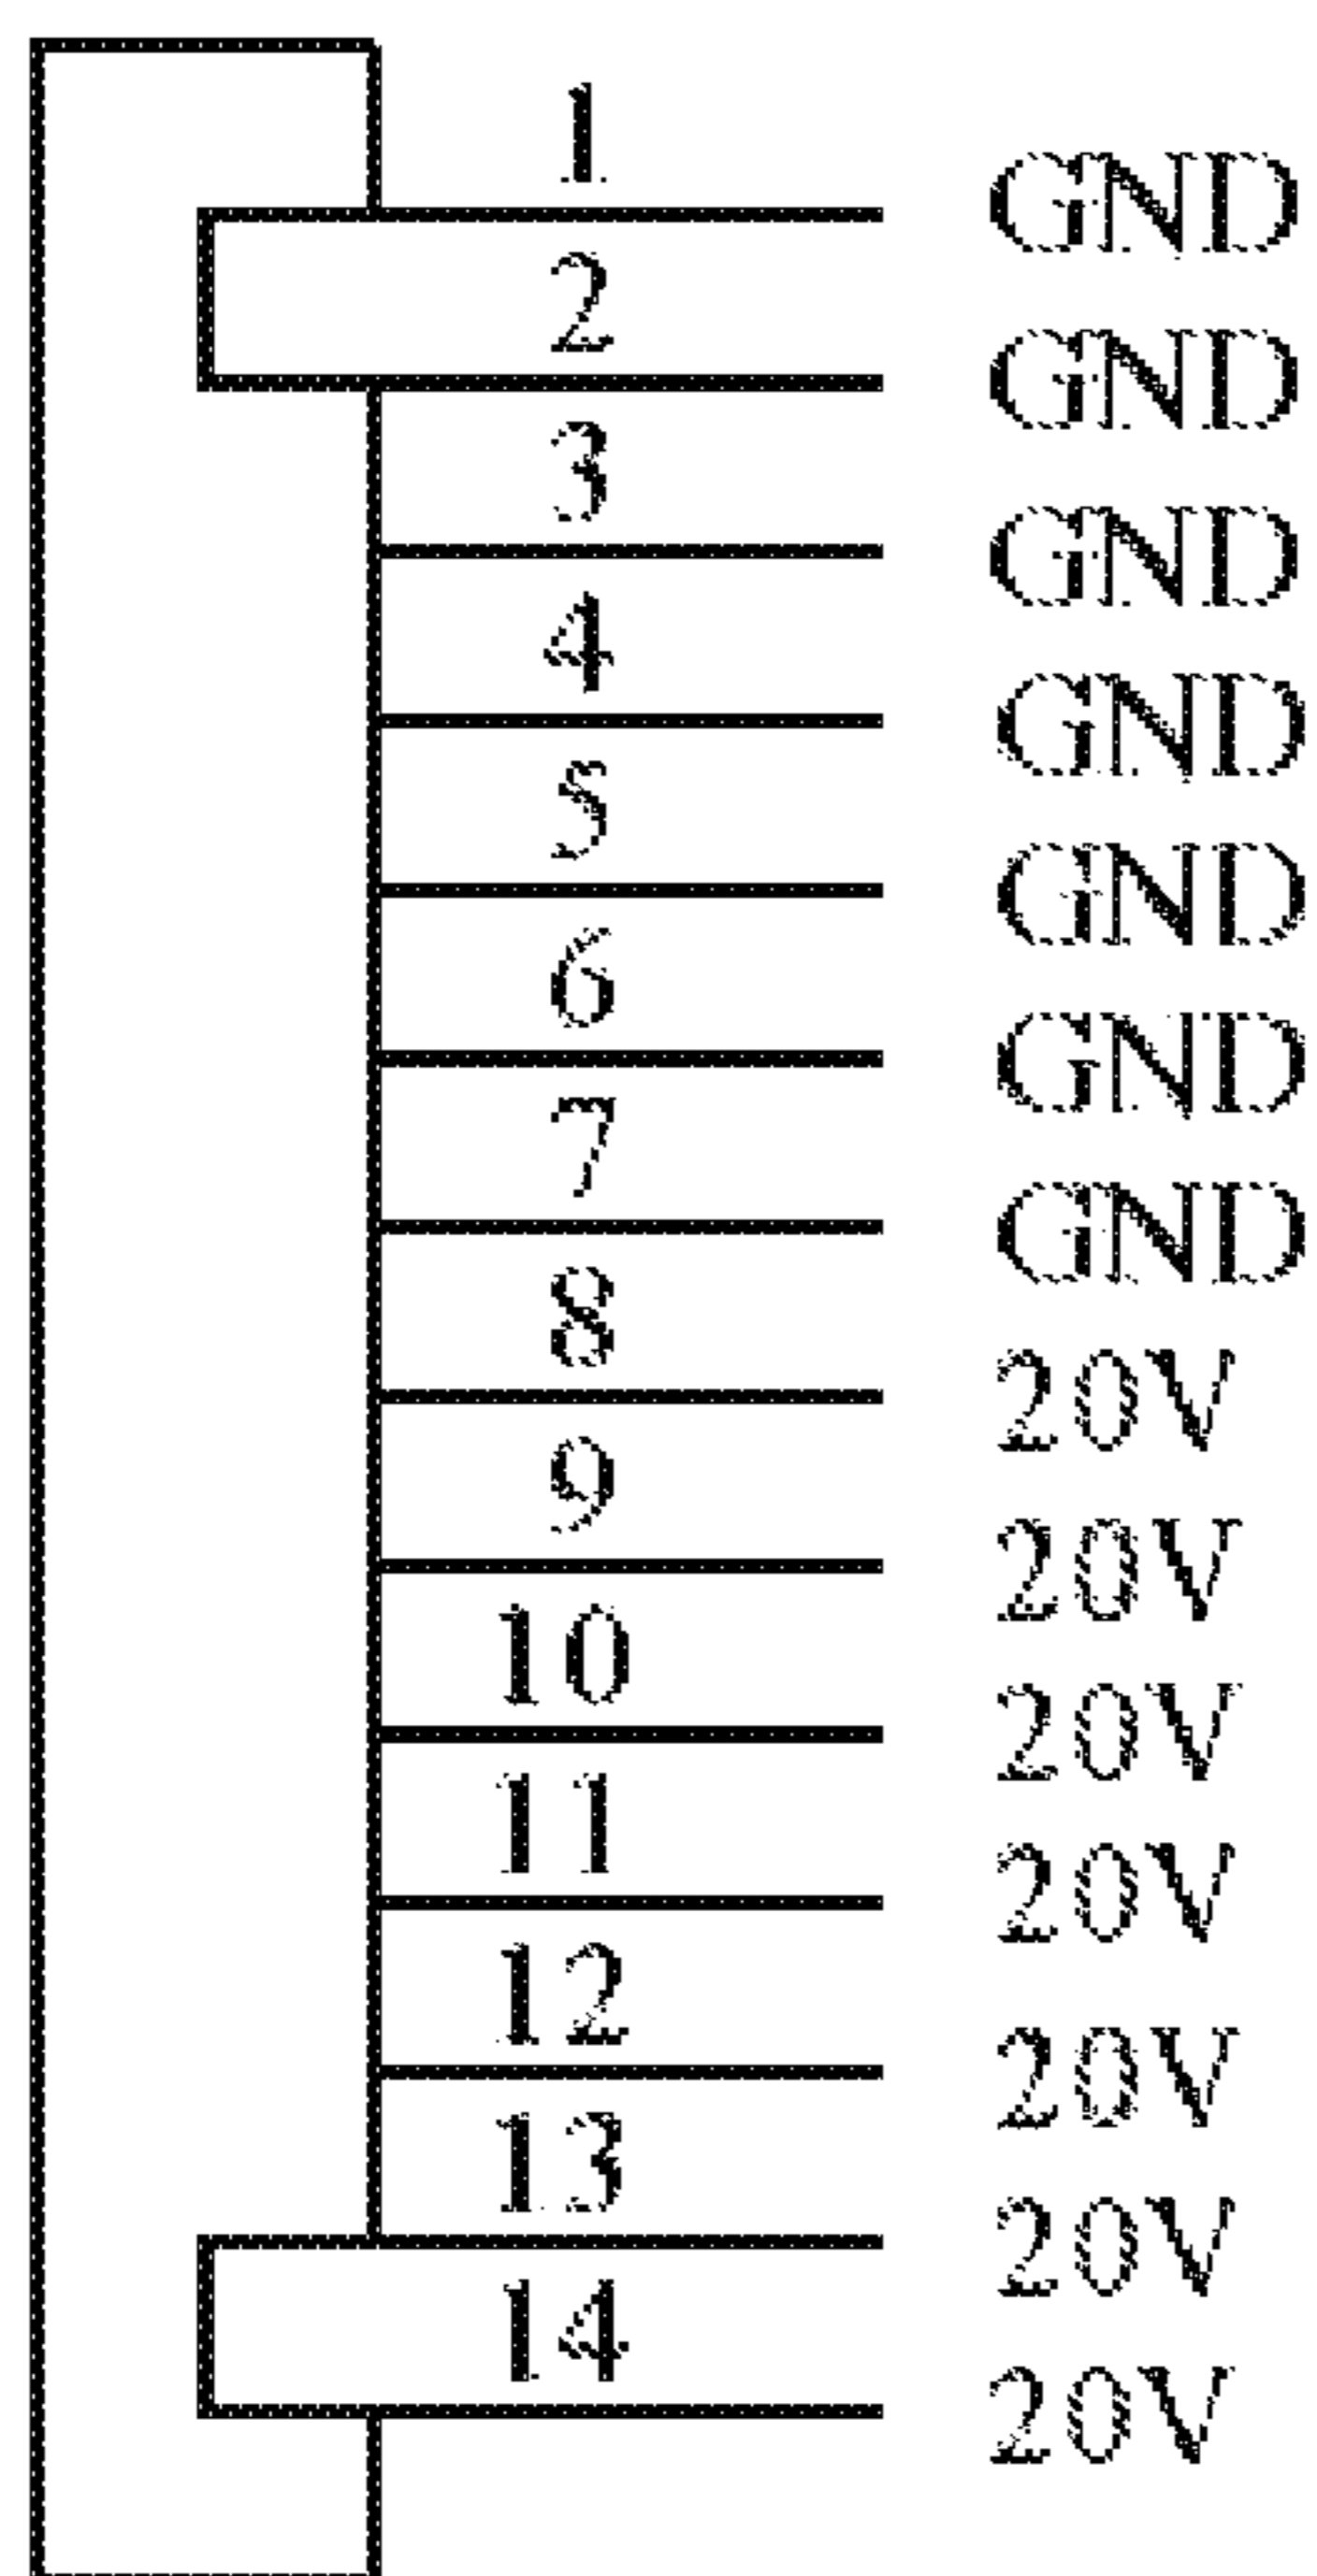 1 GND
2 GND
3 GND
4 GND
5 GND
6 GND
7 GND
8 20V
9 20V
10 20V
11 20V
12 20V
13 20V
14 20V